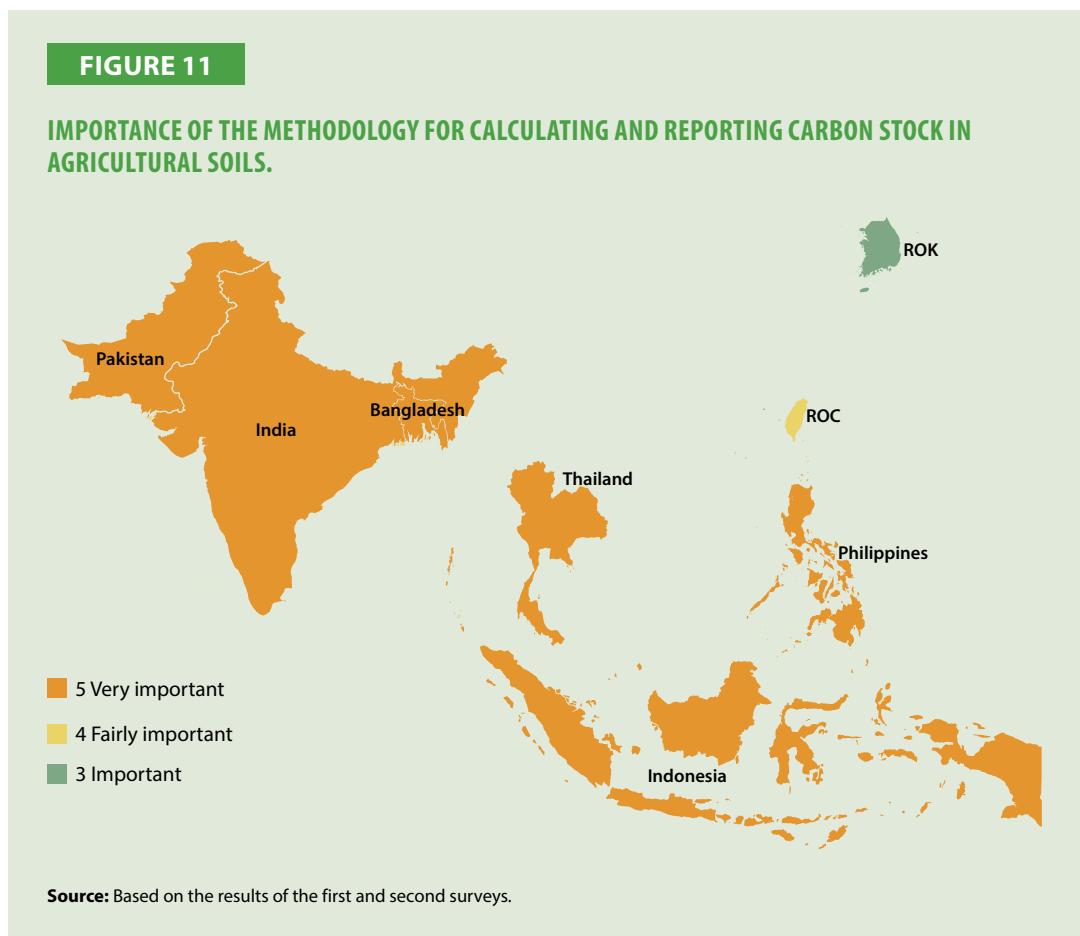 FIGURE 11
IMPORTANCE OF THE METHODOLOGY FOR CALCULATING AND REPORTING CARBON STOCK IN
AGRICULTURAL SOILS.
ROK
Pakistan
Bangladesh
India
ROC
Thailand
Philippines
5 Very important
4 Fairly important
3 Important
Indonesia
Source: Based on the results of the first and second surveys.